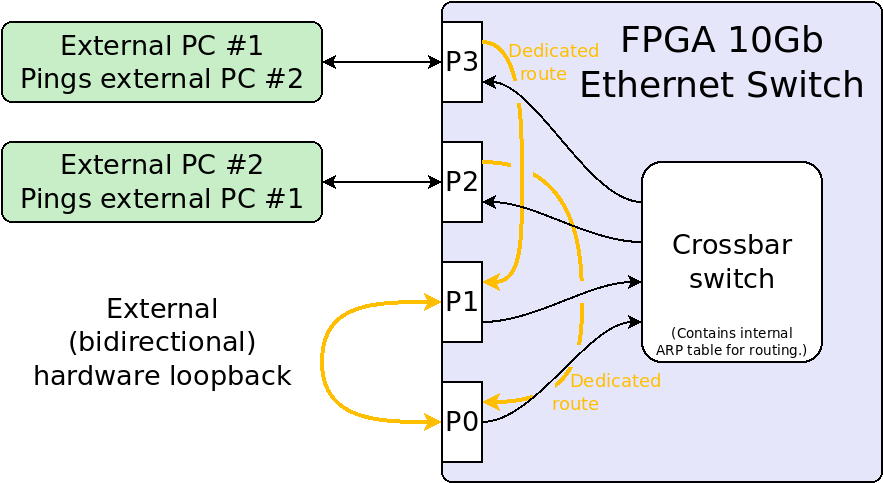 External PC #1
Pings external PC #2
P3
Dedicated
route
FPGA 10Gb
Ethernet Switch
External PC #2
Pings external PC #1
P2
Crossbar
switch
(Contains internal
ARP table for routing.)
External
(bidirectional)
hardware loopback
P1
P0
Dedicated
route